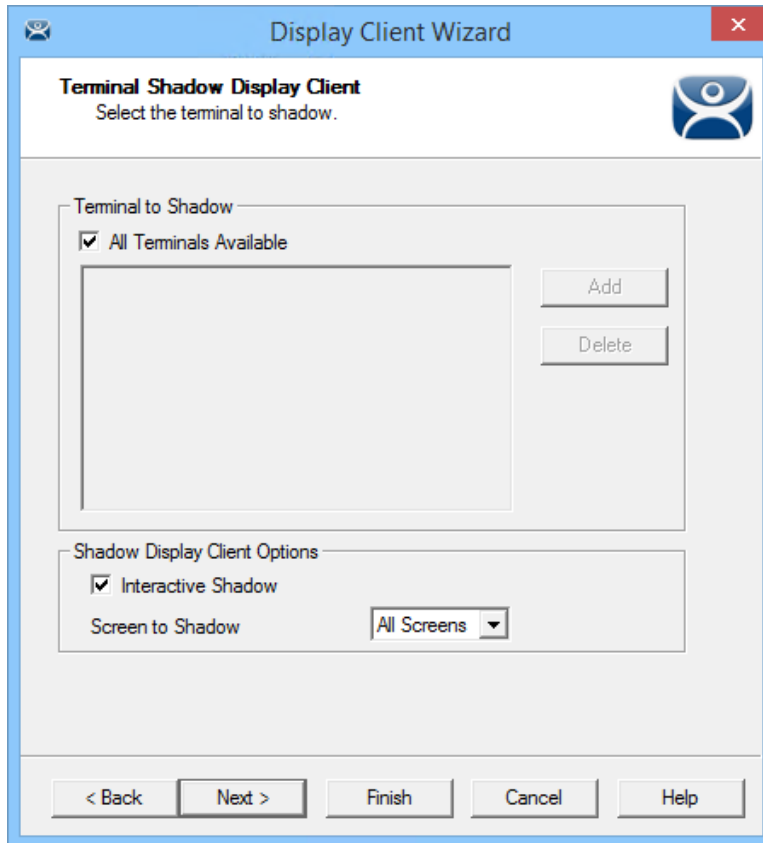 Display Client Wizard
Terminal Shadow Display Client
Select the terminal to shadow.
Terminal to Shadow
All Terminals Available
Add
Delete
Shadow Display Client Options
Interactive Shadow
Screen to Shadow
All Screens
< Back
Next >
Finish
Cancel
Help